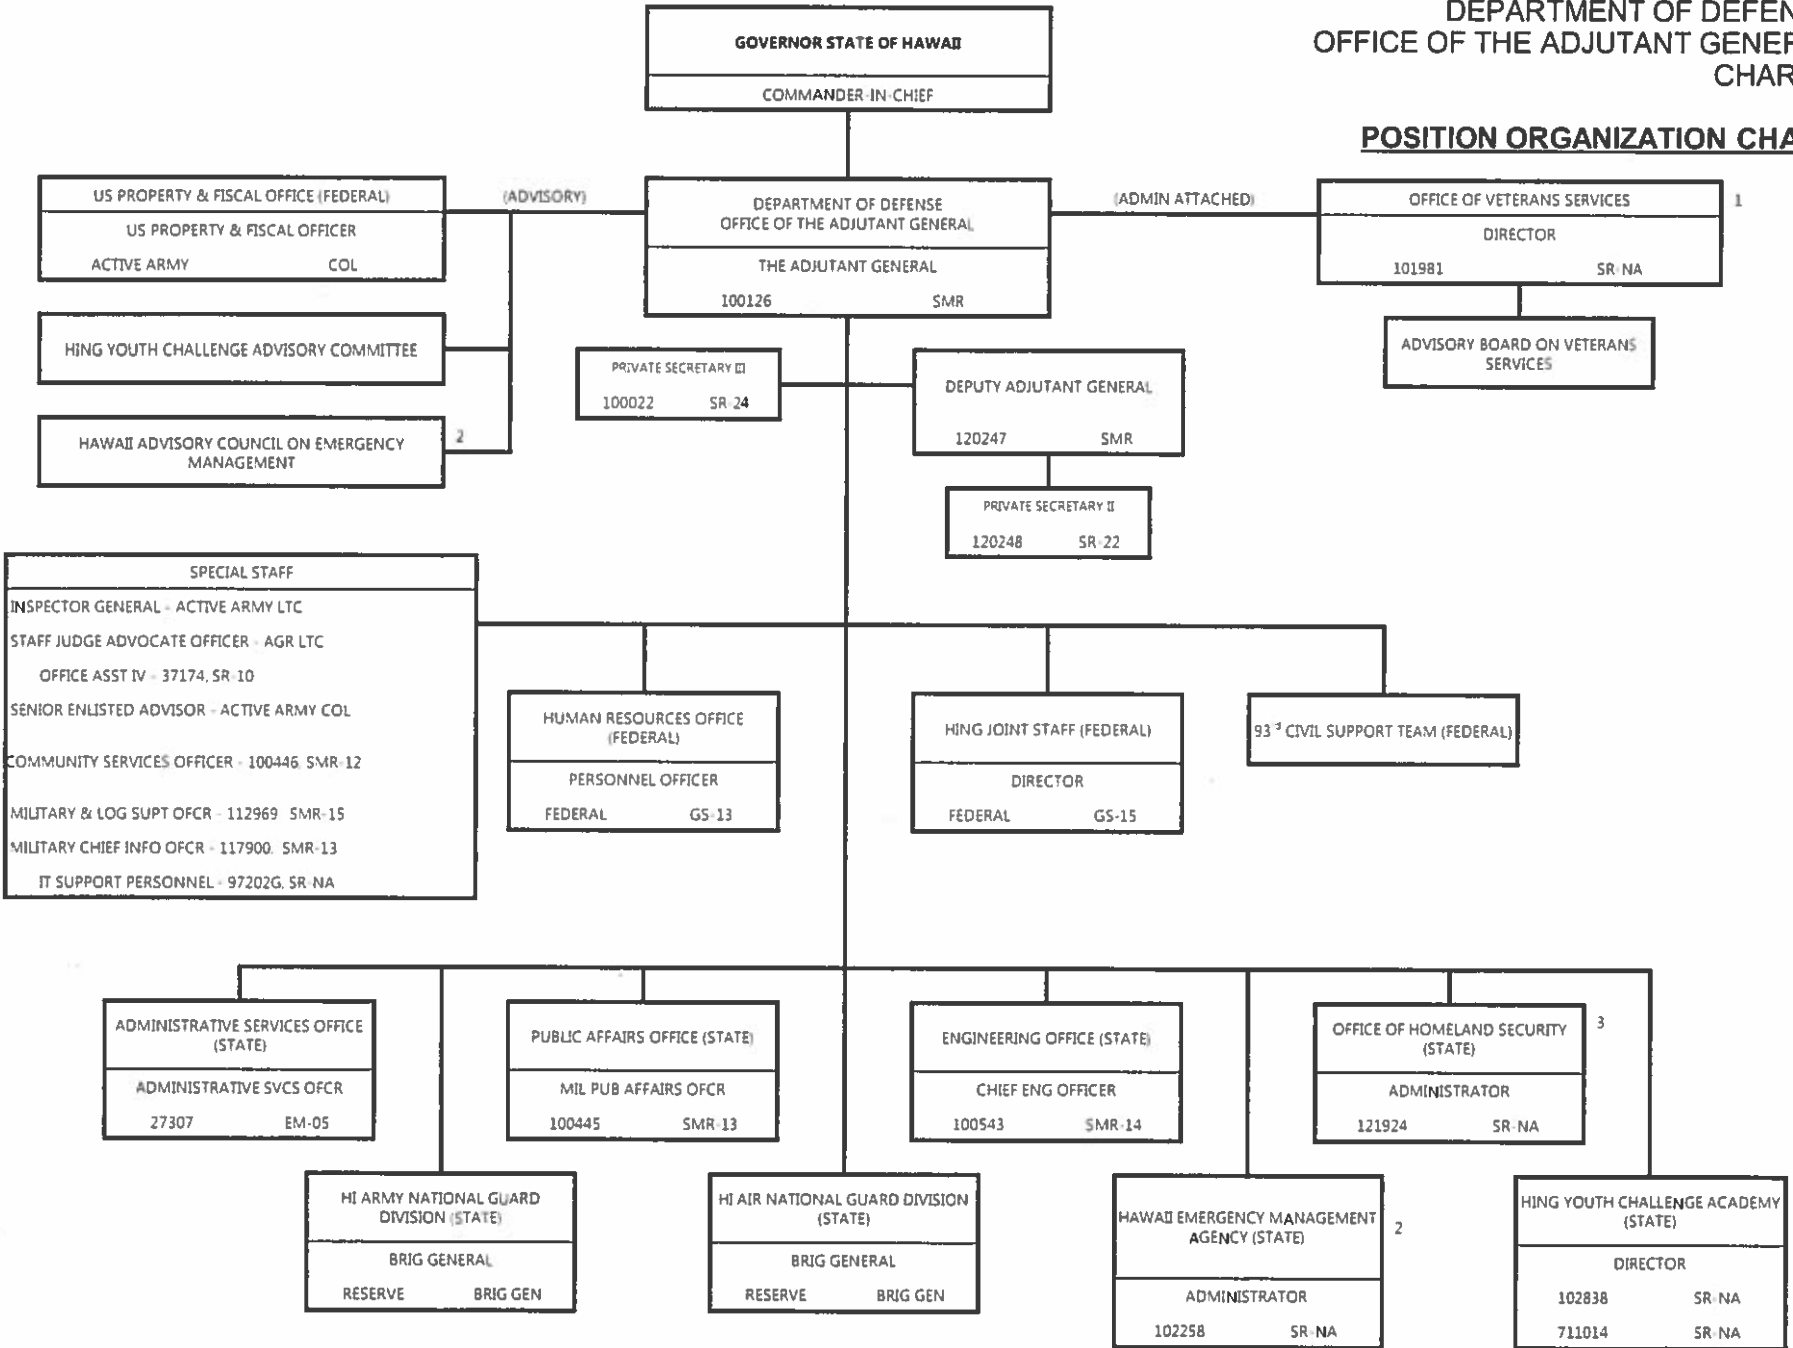 DEPARTMENT OF DEFEN
OFFICE OF THE ADJUTANT GENER
CHAR
POSITION ORGANIZATION CHA
GOVERNOR STATE OF HAWAII
COMMANDER-IN-CHIEF
US PROPERTY & FISCAL OFFICE (FEDERAL)
US PROPERTY & FISCAL OFFICER
ACTIVE ARMY COL
(ADVISORY)
DEPARTMENT OF DEFENSE
OFFICE OF THE ADJUTANT GENERAL
THE ADJUTANT GENERAL
100126 SMR
(ADMIN ATTACHED)
OFFICE OF VETERANS SERVICES 1
DIRECTOR
101981 SR-NA
HING YOUTH CHALLENGE ADVISORY COMMITTEE
ADVISORY BOARD ON VETERANS
SERVICES
PRIVATE SECRETARY III
100022 SR-24
DEPUTY ADJUTANT GENERAL
120247 SMR
HAWAII ADVISORY COUNCIL ON EMERGENCY
MANAGEMENT
2
PRIVATE SECRETARY II
120248 SR-22
SPECIAL STAFF
INSPECTOR GENERAL - ACTIVE ARMY LTC
STAFF JUDGE ADVOCATE OFFICER - AGR LTC
OFFICE ASST IV - 37174, SR-10
SENIOR ENLISTED ADVISOR - ACTIVE ARMY COL
COMMUNITY SERVICES OFFICER - 100446, SMR-12
MILITARY & LOG SUPT OFCR - 112969 SMR-15
MILITARY CHIEF INFO OFCR - 117900, SMR-13
IT SUPPORT PERSONNEL - 97202G, SR-NA
HUMAN RESOURCES OFFICE
(FEDERAL)
PERSONNEL OFFICER
FEDERAL GS-13
HING JOINT STAFF (FEDERAL)
DIRECTOR
FEDERAL GS-15
93 CIVIL SUPPORT TEAM (FEDERAL)
ADMINISTRATIVE SERVICES OFFICE
(STATE)
ADMINISTRATIVE SVCS OFCR
27307 EM-05
PUBLIC AFFAIRS OFFICE (STATE)
MIL PUB AFFAIRS OFCR
100445 SMR-13
ENGINEERING OFFICE (STATE)
CHIEF ENG OFFICER
100543 SMR-14
OFFICE OF HOMELAND SECURITY
(STATE)
3
ADMINISTRATOR
121924 SR-NA
HI ARMY NATIONAL GUARD
DIVISION (STATE)
BRIG GENERAL
RESERVE BRIG GEN
HI AIR NATIONAL GUARD DIVISION
(STATE)
BRIG GENERAL
RESERVE BRIG GEN
HAWAII EMERGENCY MANAGEMENT
AGENCY (STATE)
2
ADMINISTRATOR
102258 SR-NA
HING YOUTH CHALLENGE ACADEMY
(STATE)
DIRECTOR
102838 SR-NA
711014 SR-NA